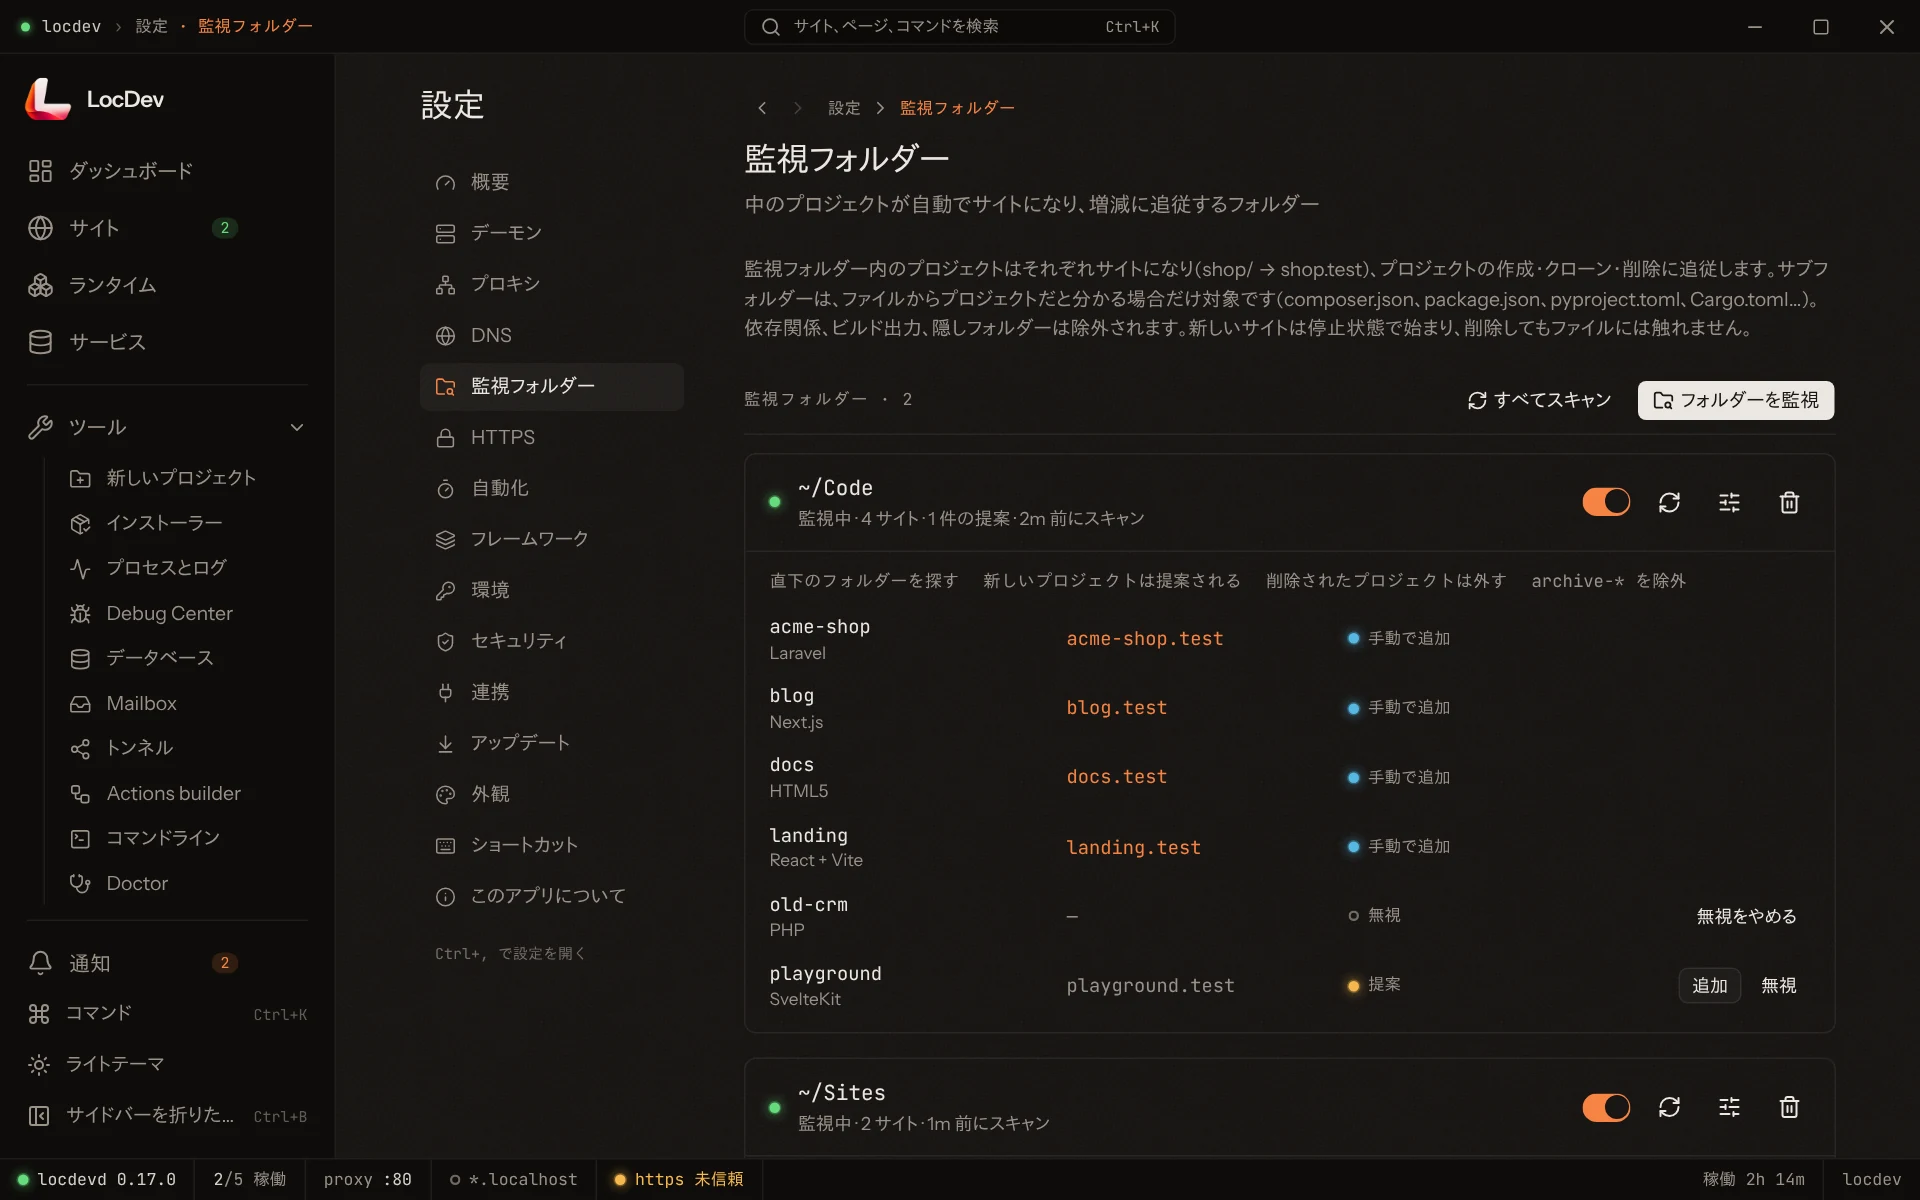 locdev › 設定 · 監視フォルダー
サイト、ページ、コマンドを検索 Ctrl+K
LocDev
ダッシュボード
サイト 2
ランタイム
サービス
ツール
新しいプロジェクト
インストーラー
プロセスとログ
Debug Center
データベース
Mailbox
トンネル
Actions builder
コマンドライン
Doctor
通知 2
コマンド Ctrl+K
ライトテーマ
サイドバーを折りた… Ctrl+B
設定
概要
デーモン
プロキシ
DNS
監視フォルダー
HTTPS
自動化
フレームワーク
環境
セキュリティ
連携
アップデート
外観
ショートカット
このアプリについて
Ctrl+, で設定を開く
設定 > 監視フォルダー
監視フォルダー
中のプロジェクトが自動でサイトになり、増減に追従するフォルダー
監視フォルダー内のプロジェクトはそれぞれサイトになり(shop/ → shop.test)、プロジェクトの作成・クローン・削除に追従します。サブフ
ォルダーは、ファイルからプロジェクトだと分かる場合だけ対象です(composer.json、package.json、pyproject.toml、Cargo.toml…)。
依存関係、ビルド出力、隠しフォルダーは除外されます。新しいサイトは停止状態で始まり、削除してもファイルには触れません。
監視フォルダー · 2
すべてスキャン
フォルダーを監視
~/Code
監視中·4 サイト·1 件の提案·2m 前にスキャン
直下のフォルダーを探す 新しいプロジェクトは提案される 削除されたプロジェクトは外す archive-* を除外
acme-shop
Laravel
acme-shop.test
手動で追加
blog
Next.js
blog.test
手動で追加
docs
HTML5
docs.test
手動で追加
landing
React + Vite
landing.test
手動で追加
old-crm
PHP
—
無視
無視をやめる
playground
SvelteKit
playground.test
提案
追加
無視
~/Sites
監視中·2 サイト·1m 前にスキャン
locdevd 0.17.0
2/5 稼働
proxy :80
*.localhost
https 未信頼
稼働 2h 14m
locdev